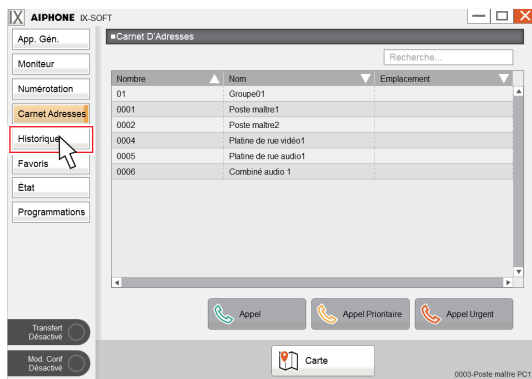 IX AIPHONE IX-SOFT
App. Gén.
Moniteur
Numérotation
Carnet Adresses
Historique
Favoris
État
Programmations
Transfert
Désactivé
Mod. Conf
Désactivé
■Carnet D'Adresses
Recherche...
Nombre Nom Emplacement
01 Groupe01
0001 Poste maître1
0002 Poste maître2
0004 Platine de rue vidéo1
0005 Platine de rue audio1
0006 Combiné audio 1
Appel Appel Prioritaire Appel Urgent
Carte
0003-Poste maître PC1